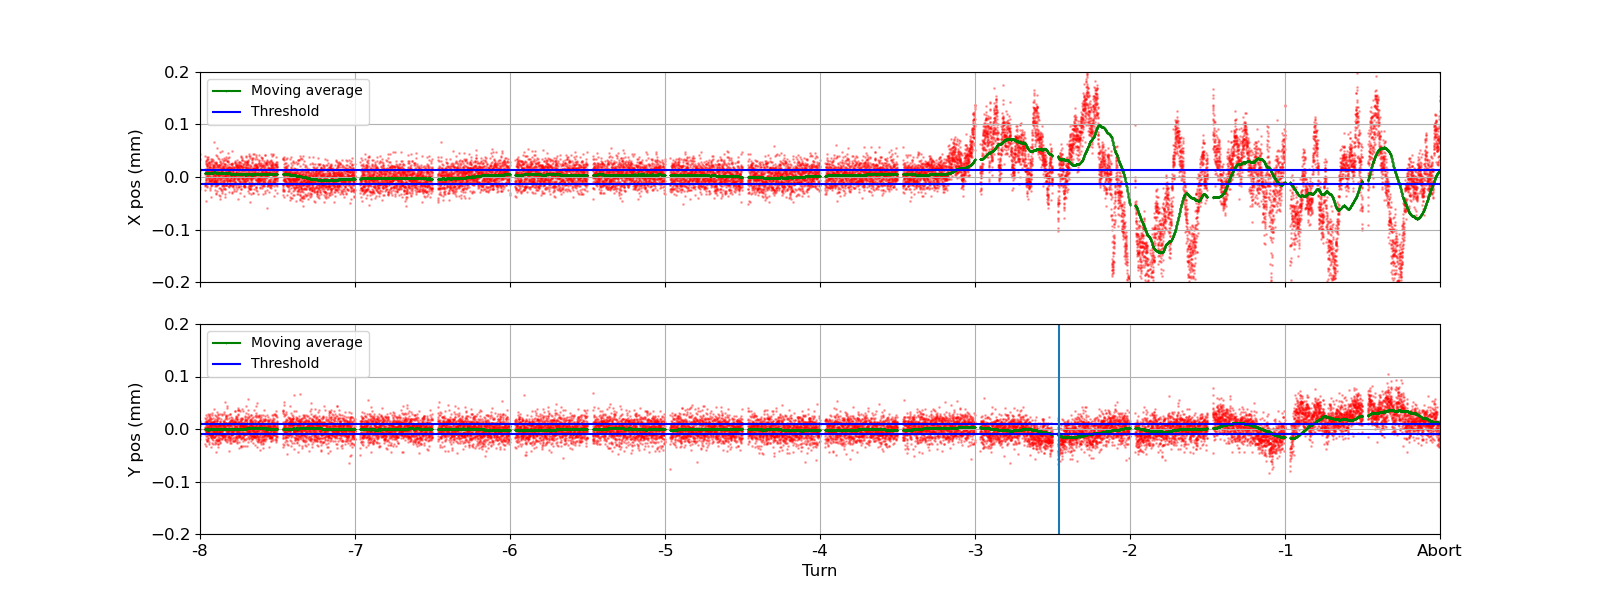 0.2
0.1
0.0
−0.1
−0.2
X pos (mm)
Moving average
Threshold
0.2
0.1
0.0
−0.1
−0.2
Y pos (mm)
Moving average
Threshold
-8 -7 -6 -5 -4 -3 -2 -1 Abort
Turn